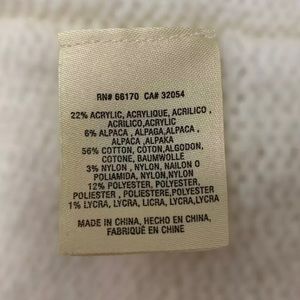 RN# 66170 CA# 32054
22% ACRYLIC, ACRYLIQUE, ACRILICO ,
ACRILICO,ACRYLIC
6% ALPACA , ALPAGA,ALPACA ,
ALPACA ,ALPAKA
56% COTTON, COTON,ALGODON,
COTONE, BAUMWOLLE
3% NYLON , NYLON, NAILON O
POLIAMIDA, NYLON, NYLON
12% POLYESTER, POLYESTER,
POLIESTER , POLIESTERE,POLYESTER
1% LYCRA, LYCRA, LICRA, LYCRA,LYCRA
MADE IN CHINA, HECHO EN CHINA,
FABRIQUÉ EN CHINE